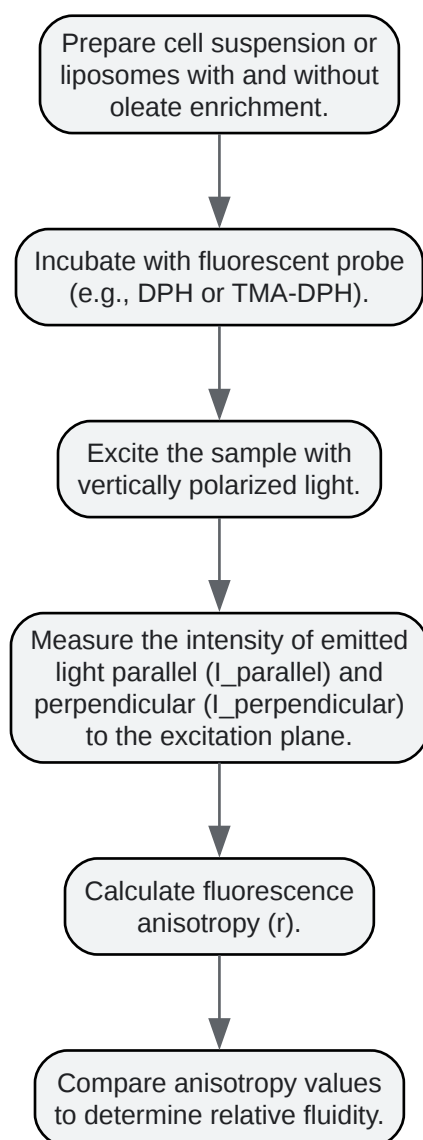 Prepare cell suspension or
liposomes with and without
oleate enrichment.
Incubate with fluorescent probe
(e.g., DPH or TMA-DPH).
Excite the sample with
vertically polarized light.
Measure the intensity of emitted
light parallel (I_parallel) and
perpendicular (I_perpendicular)
to the excitation plane.
Calculate fluorescence
anisotropy (r).
Compare anisotropy values
to determine relative fluidity.